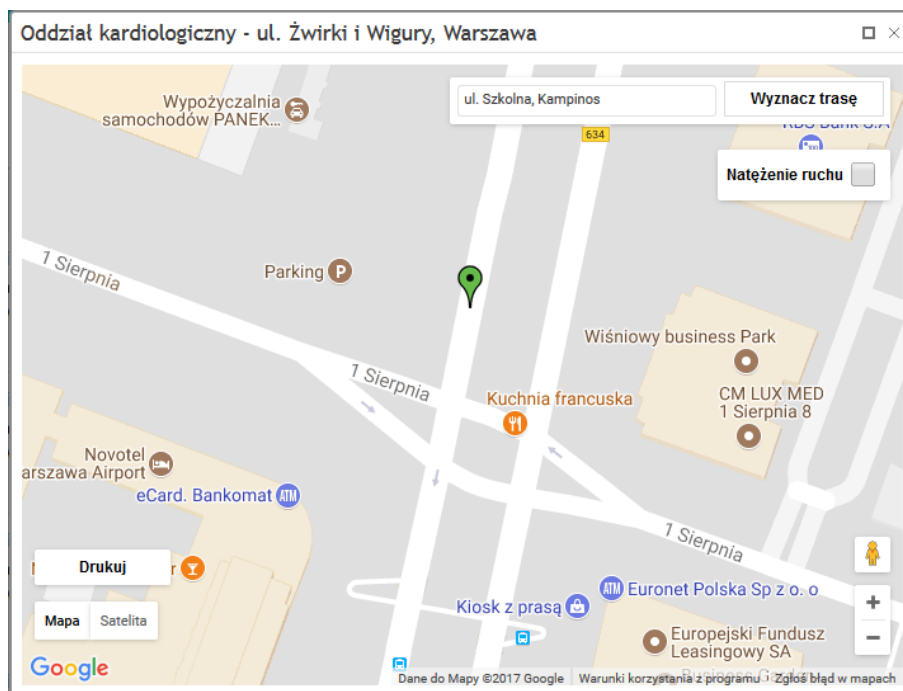 Oddział kardiologiczny - ul. Żwirki i Wigury, Warszawa
ul. Szkolna, Kampinos
Wyznacz trasę
Wypożyczalnia
samochodów PANEK...
634
Natężenie ruchu
1 Sierpnia
Parking
P
Wiśniowy business Park
1 Sierpnia
Kuchnia francuska
CM LUX MED
1 Sierpnia 8
Novotel
arszawa Airport
eCard. Bankomat
ATM
1 Sierpnia
Drukuj
r
ATM
Euronet Polska Sp z o. o
Kiosk z prasą
Mapa
Satelita
+
−
Europejski Fundusz
Leasingowy SA
Google
Dane do Mapy ©2017 Google
Warunki korzystania z programu
Zgłoś błąd w mapach